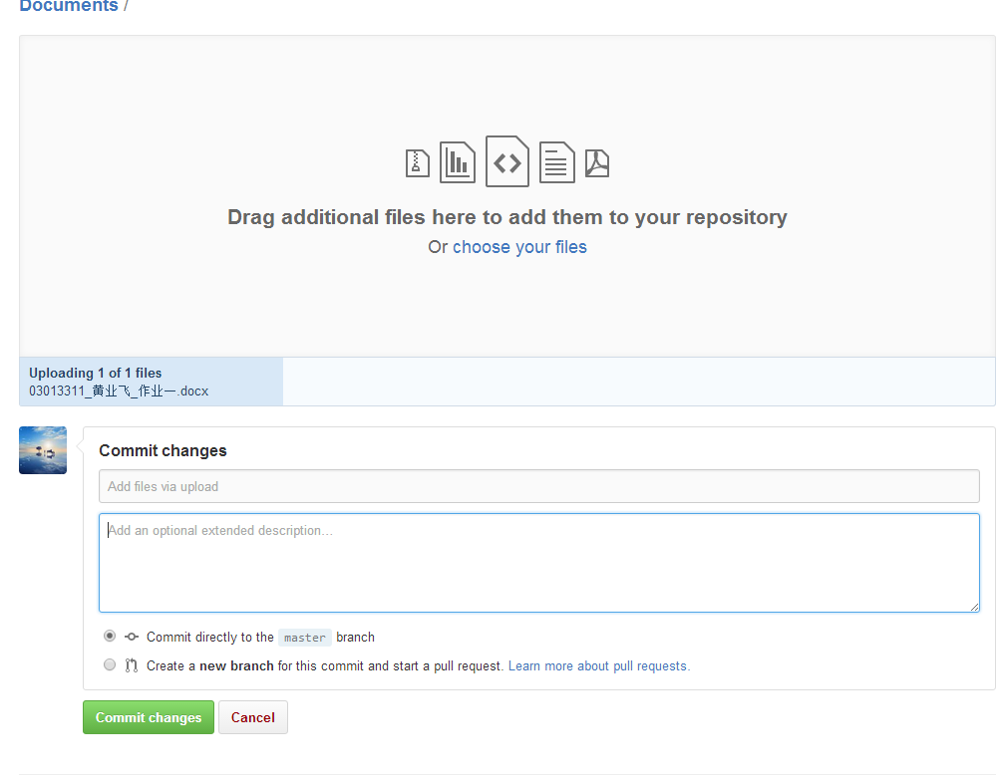 Documents /
Drag additional files here to add them to your repository
Or choose your files
Uploading 1 of 1 files
03013311_黄业飞_作业一.docx
Commit changes
Add files via upload
Add an optional extended description…
Commit directly to the master branch
Create a new branch for this commit and start a pull request. Learn more about pull requests.
Commit changes Cancel